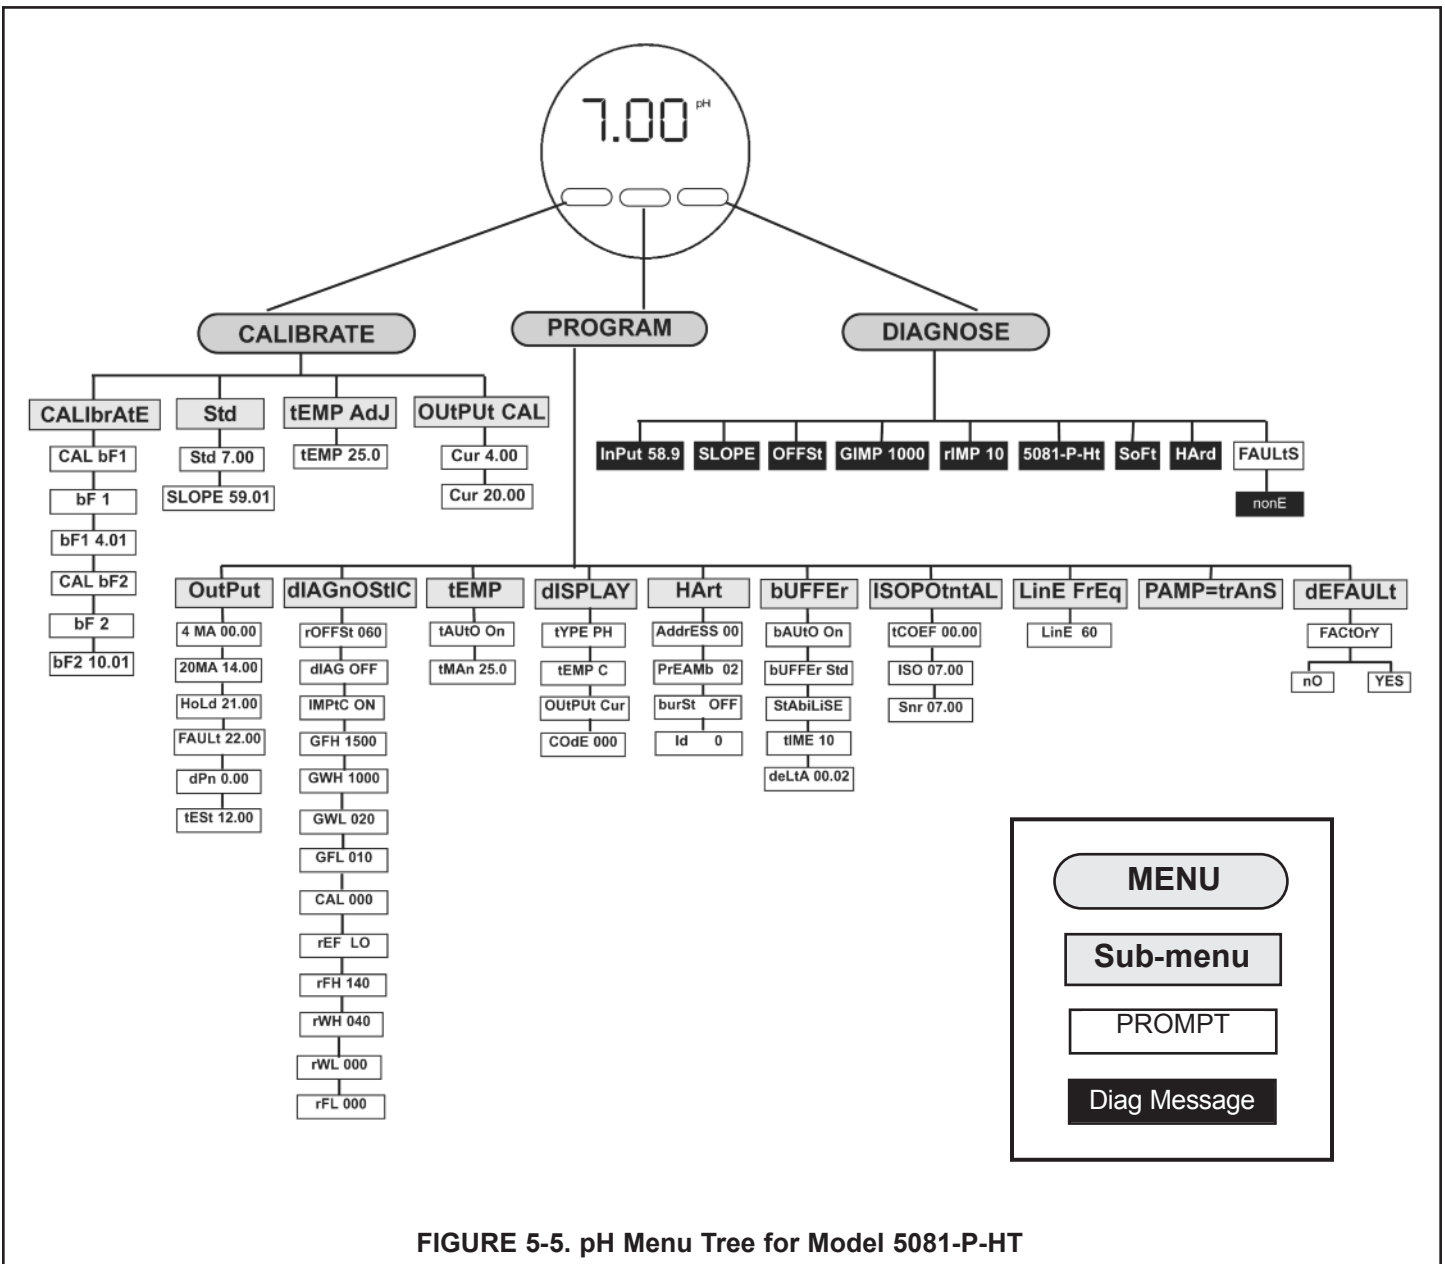 7.00 pH
CALIBRATE
PROGRAM
DIAGNOSE
CALIbrAtE
CAL bF1
bF 1
bF1 4.01
CAL bF2
bF 2
bF2 10.01
Std
Std 7.00
SLOPE 59.01
tEMP AdJ
tEMP 25.0
OUtPUt CAL
Cur 4.00
Cur 20.00
InPut 58.9
SLOPE
OFFSt
GIMP 1000
rIMP 10
5081-P-Ht
SoFt
HArd
FAULtS
nonE
OutPut
4 MA 00.00
20MA 14.00
HoLd 21.00
FAULt 22.00
dPn 0.00
tESt 12.00
dIAGnOStIC
rOFFSt 060
dIAG OFF
IMPtC ON
GFH 1500
GWH 1000
GWL 020
GFL 010
CAL 000
rEF LO
rFH 140
rWH 040
rWL 000
rFL 000
tEMP
tAUtO On
tMAn 25.0
dISPLAY
tYPE PH
tEMP C
OUtPUt Cur
COdE 000
HArt
AddrESS 00
PrEAMb 02
burSt OFF
Id 0
bUFFEr
bAUtO On
bUFFEr Std
StAbiLiSE
tIME 10
deLtA 00.02
ISOPOtntAL
tCOEF 00.00
ISO 07.00
Snr 07.00
LinE FrEq
LinE 60
PAMP=trAnS
dEFAULt
FACtOrY
nO
YES
MENU
Sub-menu
PROMPT
Diag Message
FIGURE 5-5. pH Menu Tree for Model 5081-P-HT